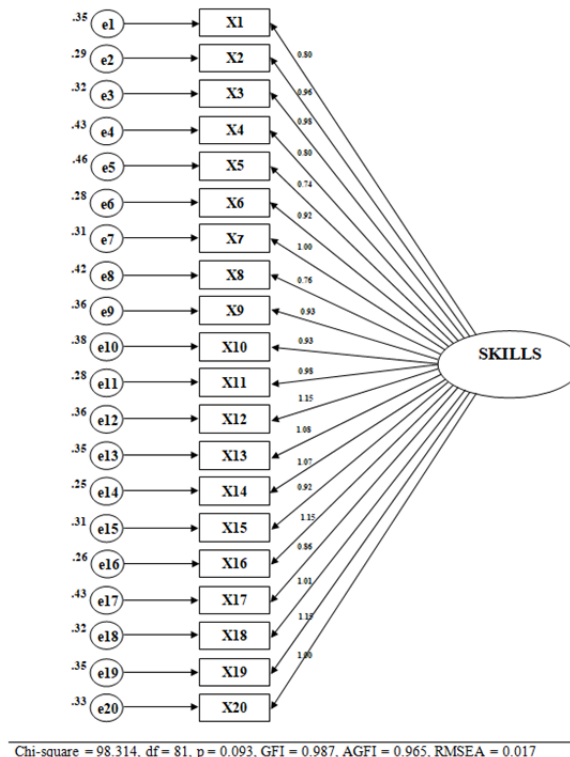 .35 e1 X1
0.80
.29 e2 X2
0.96
.32 e3 X3
0.98
.43 e4 X4
0.80
.46 e5 X5
0.74
.28 e6 X6
0.92
.31 e7 X7
1.00
.42 e8 X8
0.76
.36 e9 X9
0.93
.38 e10 X10
0.93
SKILLS
.28 e11 X11
0.98
.36 e12 X12
1.15
.35 e13 X13
1.08
.25 e14 X14
1.07
.31 e15 X15
0.92
.26 e16 X16
1.15
.43 e17 X17
0.86
.32 e18 X18
.35 e19 X19
1.00
.33 e20 X20
Chi-square = 98.314, df = 81, p = 0.093, GFI = 0.987, AGFI = 0.965, RMSEA = 0.017